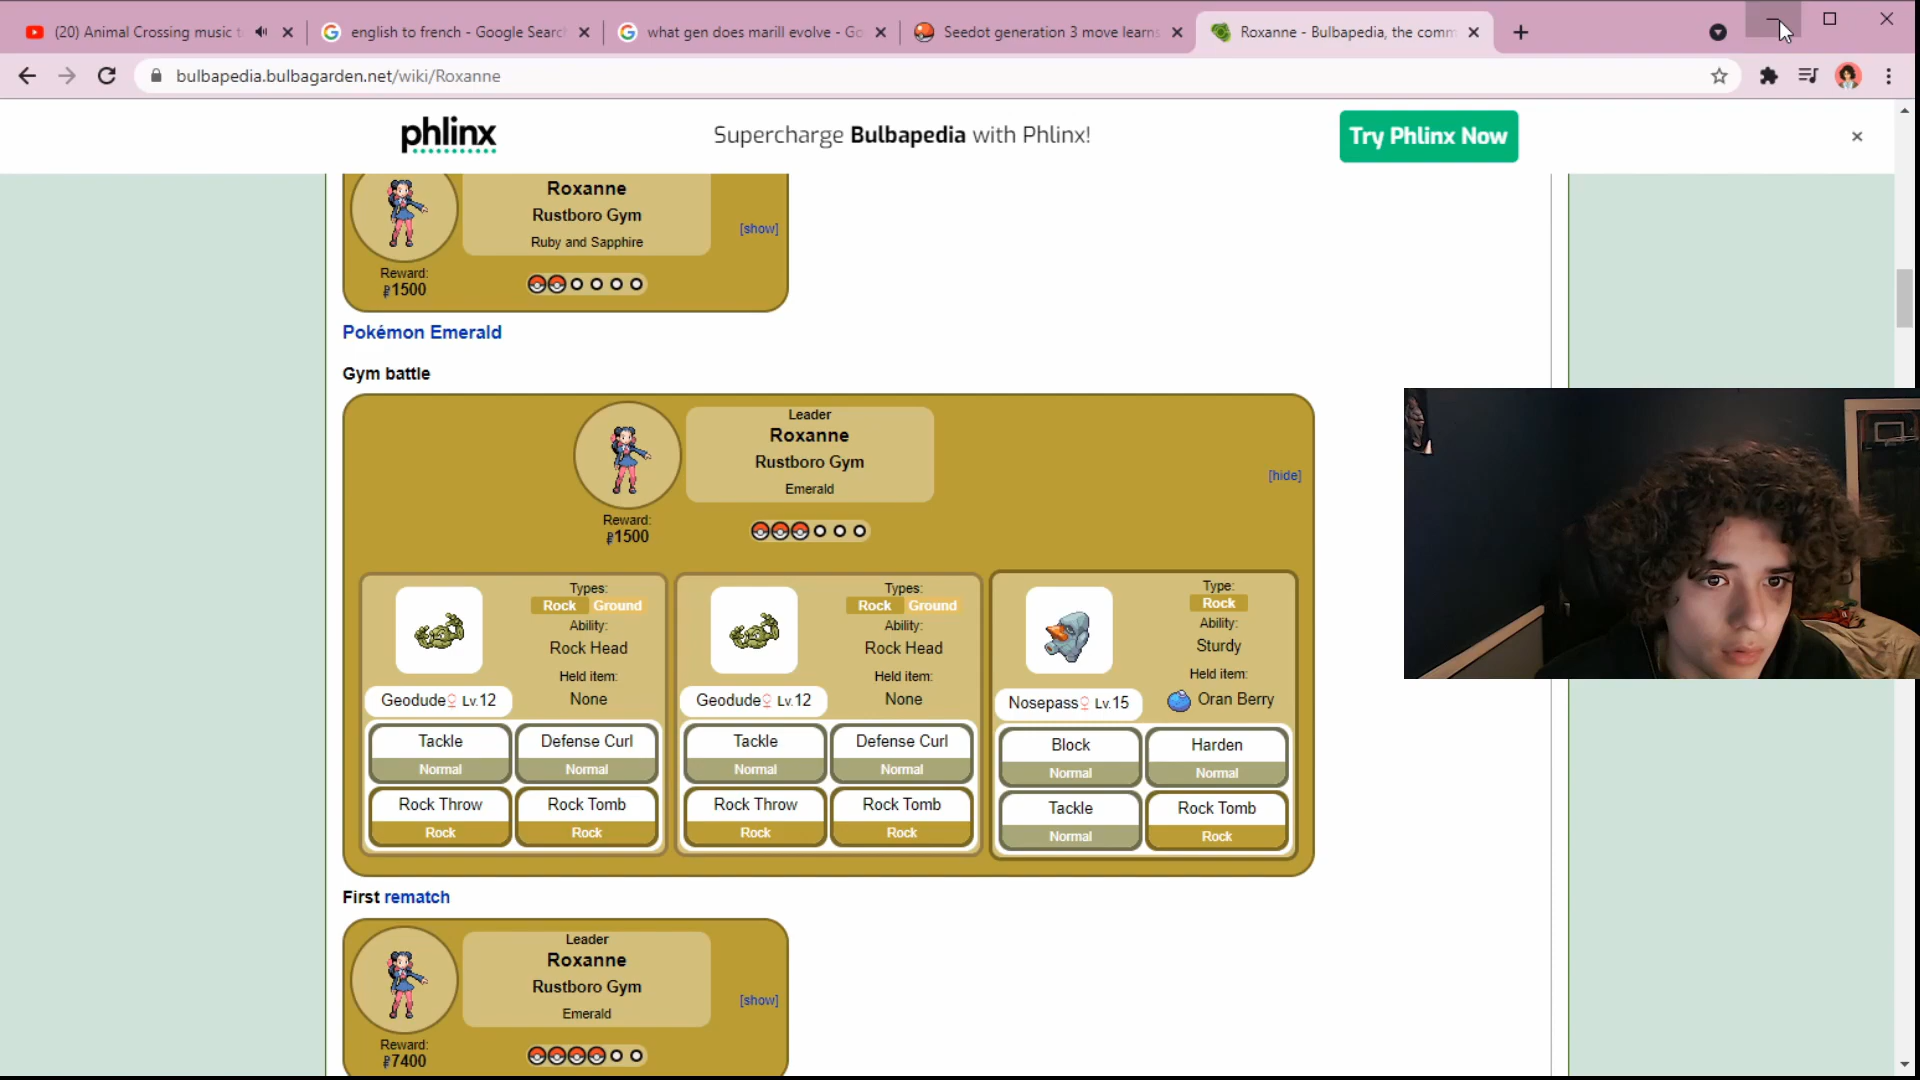 (20) Animal Crossing music t
english to french - Google Searc
what gen does marill evolve - Go
Seedot generation 3 move learns
Roxanne - Bulbapedia, the comm
bulbapedia.bulbagarden.net/wiki/Roxanne
phlinx
Supercharge Bulbapedia with Phlinx!
Try Phlinx Now
Roxanne
Rustboro Gym
Ruby and Sapphire
[show]
Reward:
₽1500
Pokémon Emerald
Gym battle
Leader
Roxanne
Rustboro Gym
Emerald
[hide]
Reward:
₽1500
Types:
Rock Ground
Ability:
Rock Head
Held item:
None
Geodude♀ Lv.12
Tackle
Normal
Defense Curl
Normal
Rock Throw
Rock
Rock Tomb
Rock
Types:
Rock Ground
Ability:
Rock Head
Held item:
None
Geodude♀ Lv.12
Tackle
Normal
Defense Curl
Normal
Rock Throw
Rock
Rock Tomb
Rock
Type:
Rock
Ability:
Sturdy
Held item:
Oran Berry
Nosepass♀ Lv.15
Block
Normal
Harden
Normal
Tackle
Normal
Rock Tomb
Rock
First rematch
Leader
Roxanne
Rustboro Gym
Emerald
[show]
Reward:
₽7400